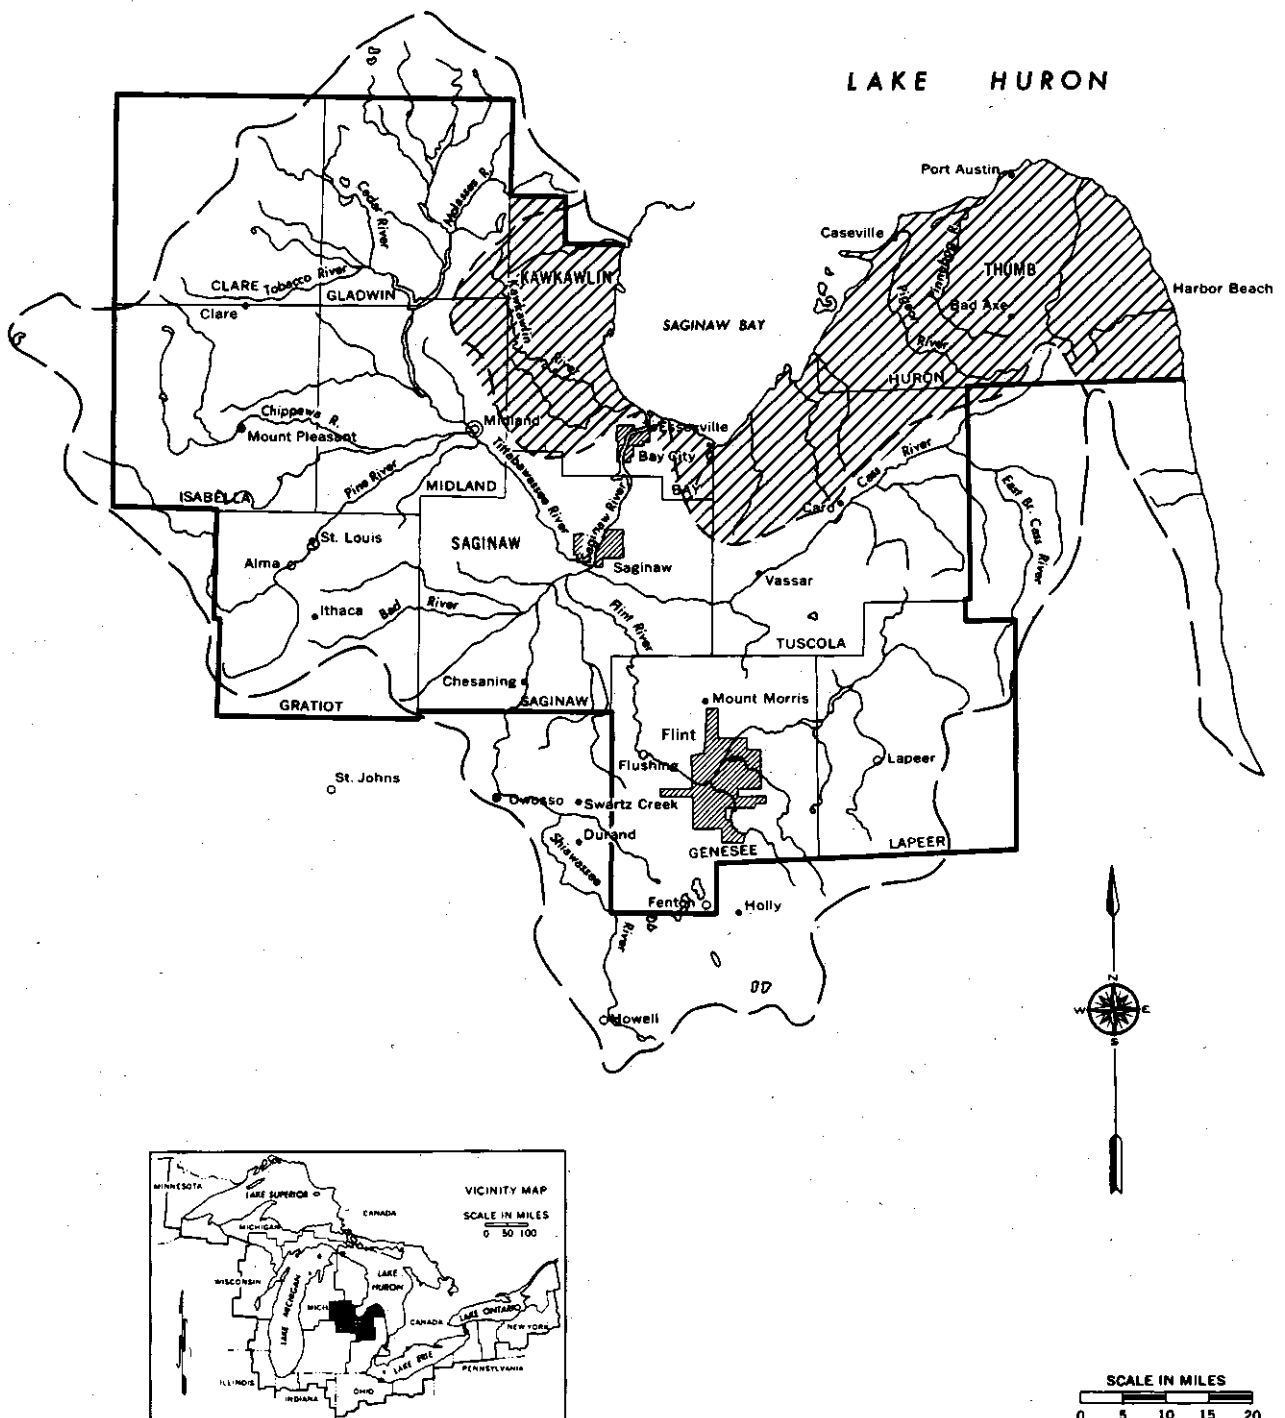 LAKE HURON
Port Austin
Caseville
THUMB
Pinnebog R.
Harbor Beach
Bad Axe
Pigeon
River
HURON
SAGINAW BAY
KAWKAWLIN
Kawkawlin
River
Cedar
River
Molasses R.
CLARE
Tobacco River
GLADWIN
Clare
Chippewa R.
Mount Pleasant
Midland
Tittabawassee River
Essexville
Bay City
BAY
Saginaw River
Cass River
Caro
East Br. Cass River
Pine River
ISABELLA
MIDLAND
St. Louis
SAGINAW
Alma
Saginaw
Vassar
Ithaca
Bad River
Flint River
TUSCOLA
Chesaning
GRATIOT
SAGINAW
Mount Morris
Flint
Flushing
Lapeer
St. Johns
Owosso
Swartz Creek
Durand
Shiawassee
River
GENESEE
LAPEER
Fenton
Holly
Howell
N
W E
S
VICINITY MAP
SCALE IN MILES
0 50 100
MINNESOTA
LAKE SUPERIOR
CANADA
MICHIGAN
WISCONSIN
LAKE MICHIGAN
LAKE HURON
MICH.
CANADA
LAKE ONTARIO
NEW YORK
LAKE ERIE
PENNSYLVANIA
ILLINOIS
INDIANA
OHIO
SCALE IN MILES
0 5 10 15 20